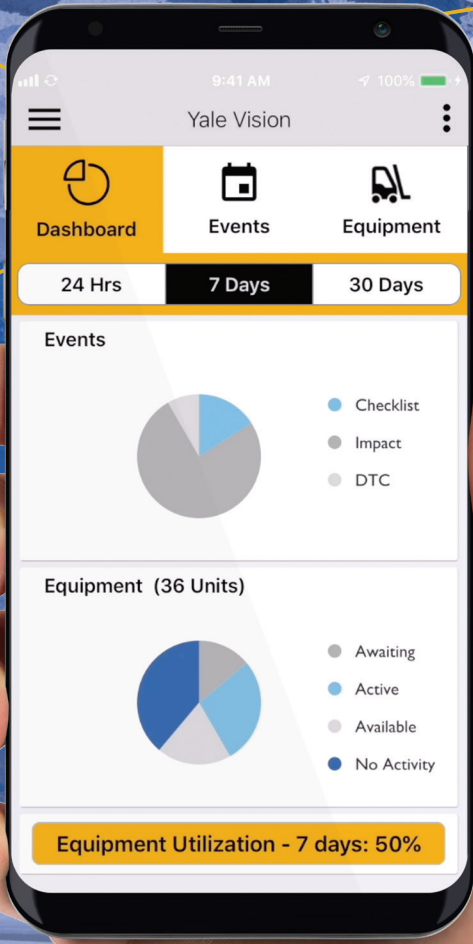 9:41 AM
100%
Yale Vision
Dashboard
Events
Equipment
24 Hrs
7 Days
30 Days
Events
Checklist
Impact
DTC
Equipment (36 Units)
Awaiting
Active
Available
No Activity
Equipment Utilization - 7 days: 50%